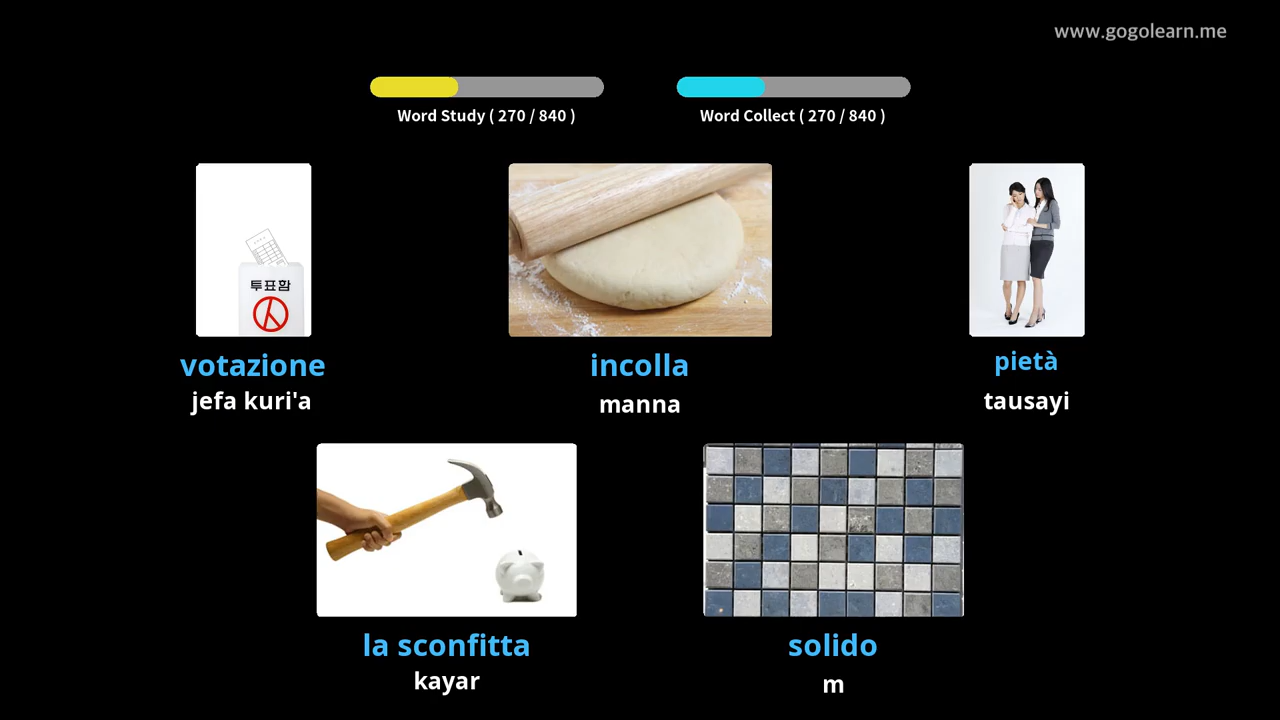 www.gogolearn.me
Word Study ( 270 / 840 )
Word Collect ( 270 / 840 )
투표함
votazione
jefa kuri'a
incolla
manna
pietà
tausayi
la sconfitta
kayar
solido
m